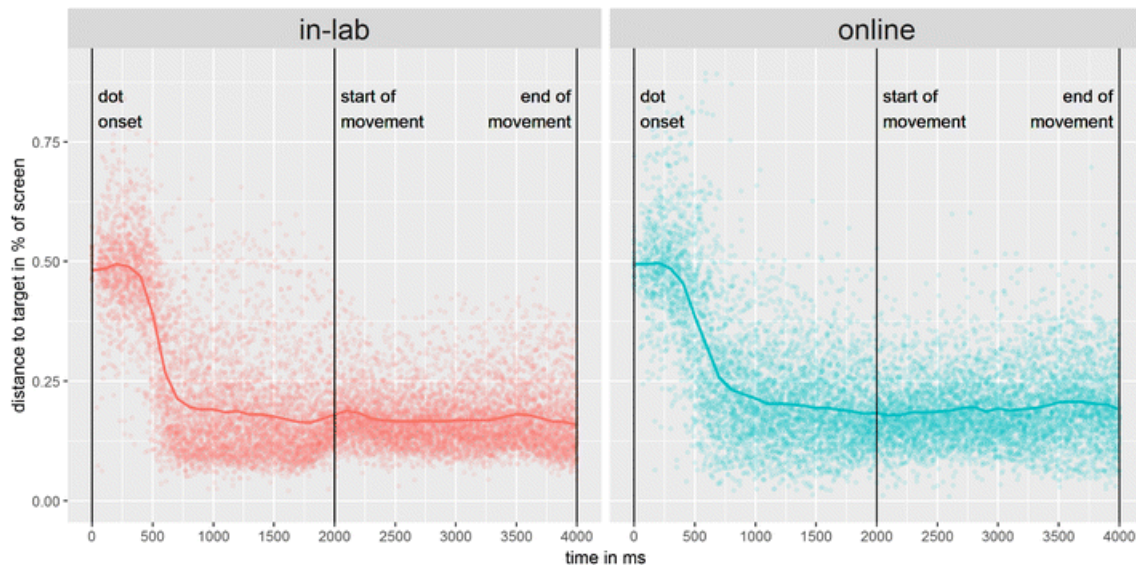 in-lab
online
dot
onset
start of
movement
end of
movement
dot
onset
start of
movement
end of
movement
distance to target in % of screen
0.75
0.50
0.25
0.00
0 500 1000 1500 2000 2500 3000 3500 4000
0 500 1000 1500 2000 2500 3000 3500 4000
time in ms